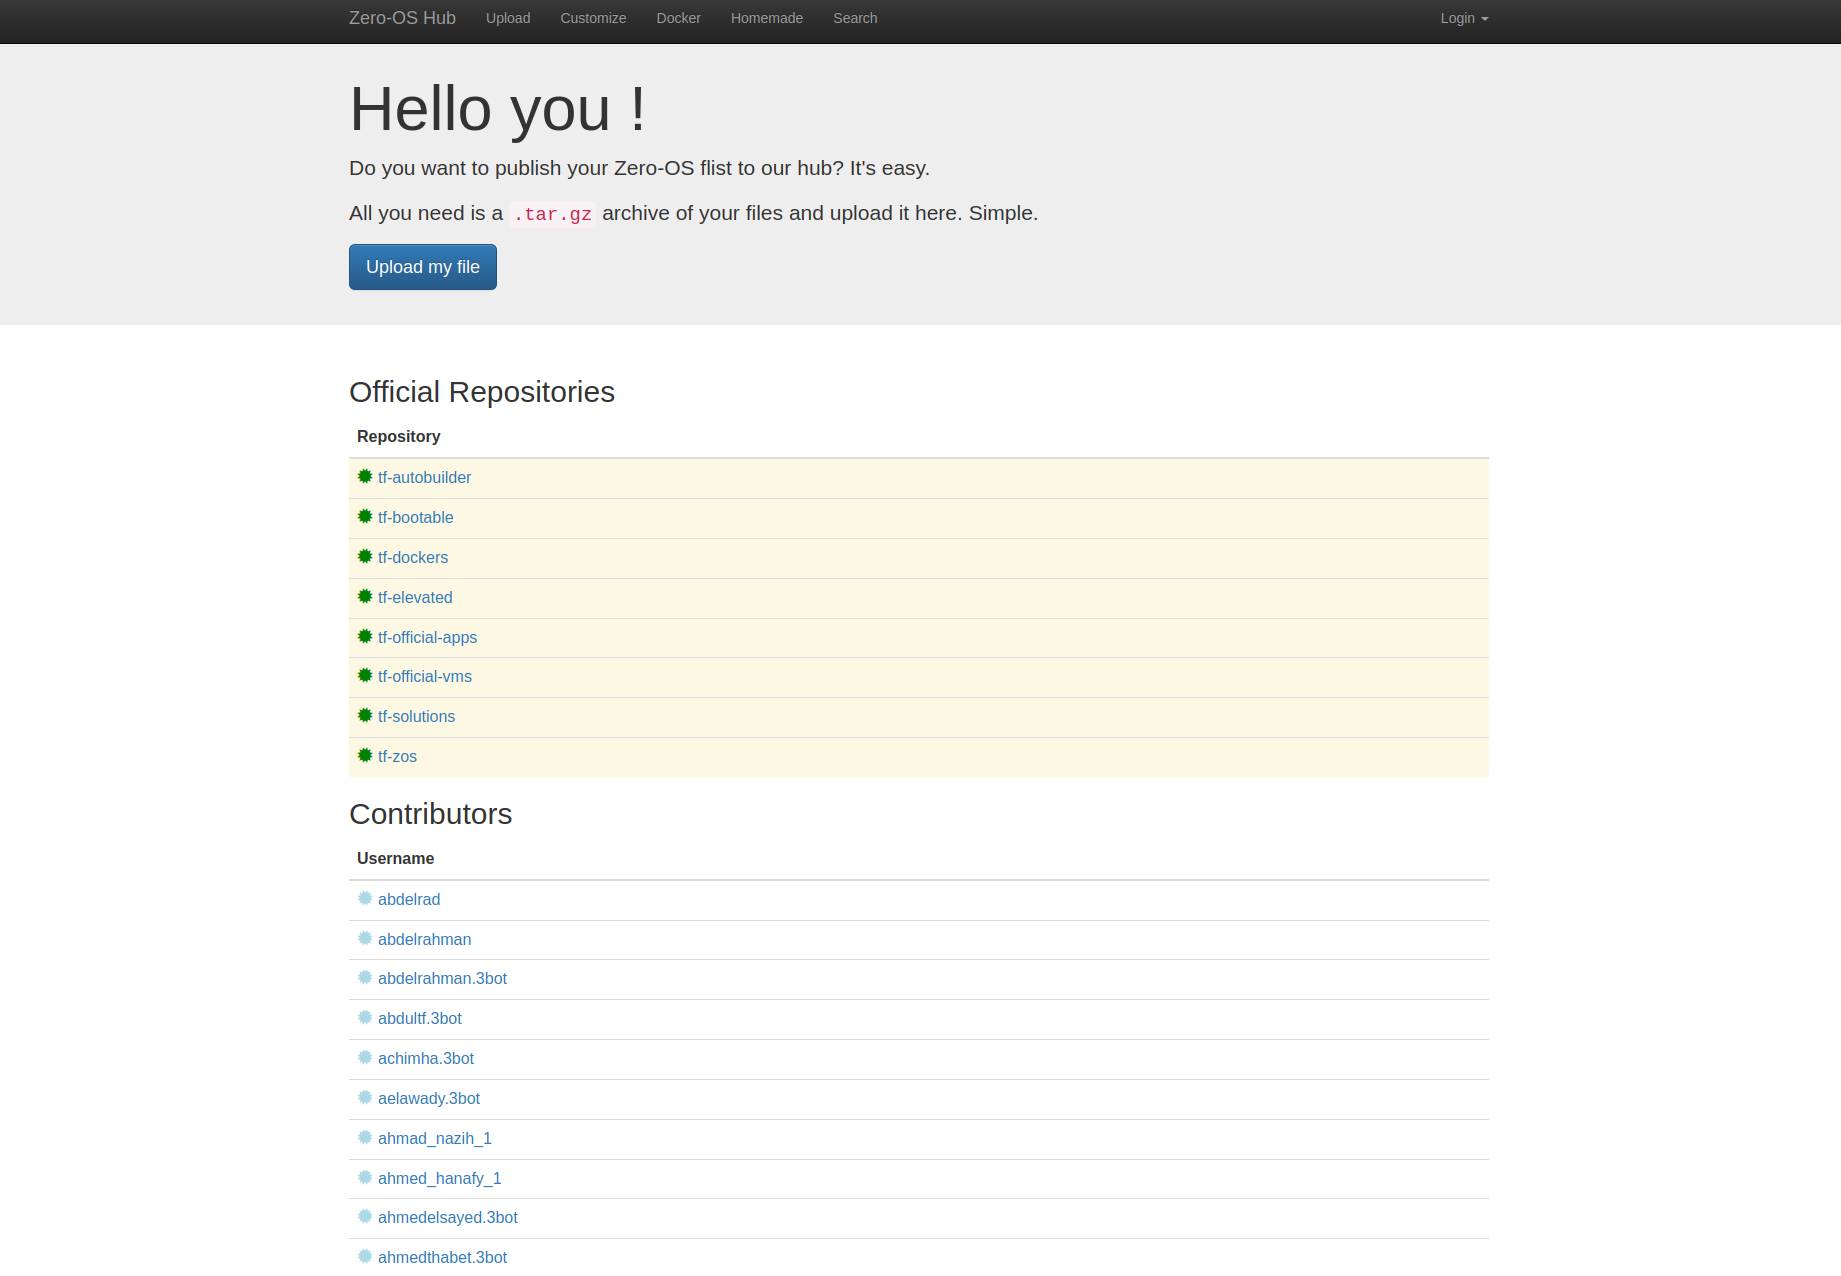 Zero-OS Hub Upload Customize Docker Homemade Search Login
Hello you !
Do you want to publish your Zero-OS flist to our hub? It's easy.
All you need is a .tar.gz archive of your files and upload it here. Simple.
Upload my file
Official Repositories
Repository
tf-autobuilder
tf-bootable
tf-dockers
tf-elevated
tf-official-apps
tf-official-vms
tf-solutions
tf-zos
Contributors
Username
abdelrad
abdelrahman
abdelrahman.3bot
abdultf.3bot
achimha.3bot
aelawady.3bot
ahmad_nazih_1
ahmed_hanafy_1
ahmedelsayed.3bot
ahmedthabet.3bot